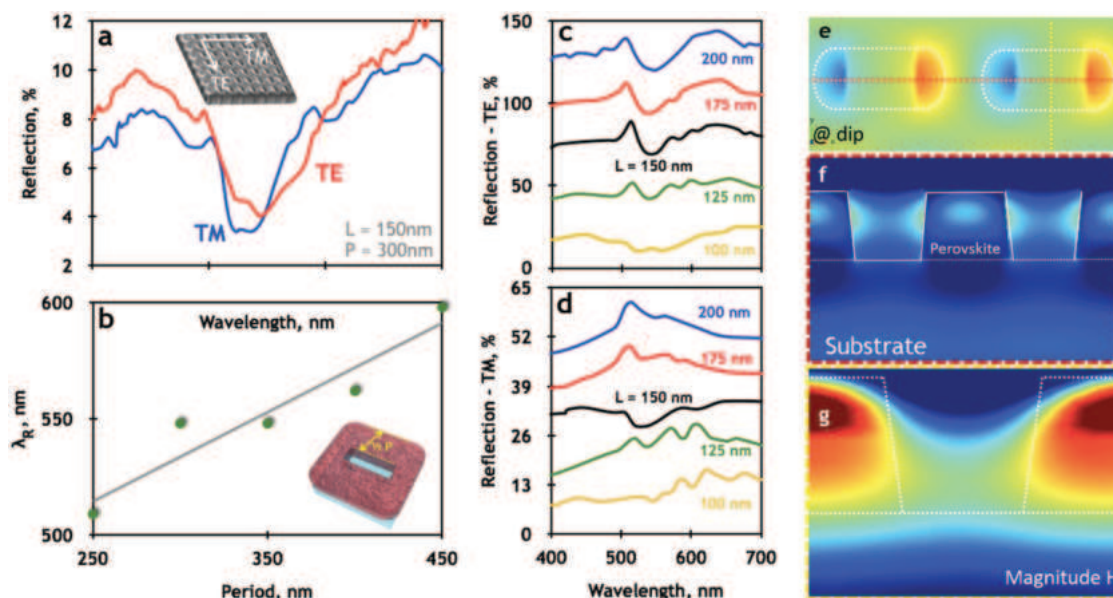 a
12
10
8
6
4
2
Reflection, %
TM
TE
TE
TM
L = 150nm
P = 300nm
b
Wavelength, nm
600
550
500
λR, nm
250
350
450
Period, nm
c
150
100
50
0
Reflection - TE, %
200 nm
175 nm
L = 150 nm
125 nm
100 nm
d
65
52
39
26
13
0
Reflection - TM, %
200 nm
175 nm
L = 150 nm
125 nm
100 nm
400
500
600
700
Wavelength, nm
e
@ dip
f
Perovskite
Substrate
g
Magnitude H